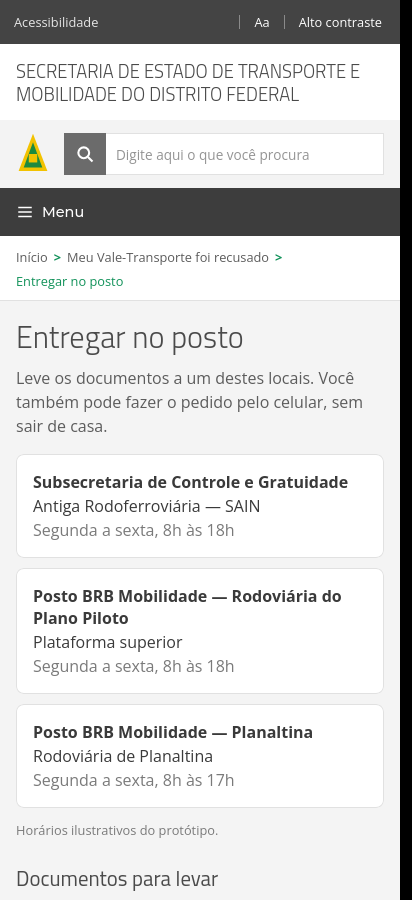 Acessibilidade
Aa
Alto contraste
SECRETARIA DE ESTADO DE TRANSPORTE E
MOBILIDADE DO DISTRITO FEDERAL
Digite aqui o que você procura
Menu
Início > Meu Vale-Transporte foi recusado >
Entregar no posto
Entregar no posto
Leve os documentos a um destes locais. Você
também pode fazer o pedido pelo celular, sem
sair de casa.
Subsecretaria de Controle e Gratuidade
Antiga Rodoferroviária — SAIN
Segunda a sexta, 8h às 18h
Posto BRB Mobilidade — Rodoviária do
Plano Piloto
Plataforma superior
Segunda a sexta, 8h às 18h
Posto BRB Mobilidade — Planaltina
Rodoviária de Planaltina
Segunda a sexta, 8h às 17h
Horários ilustrativos do protótipo.
Documentos para levar